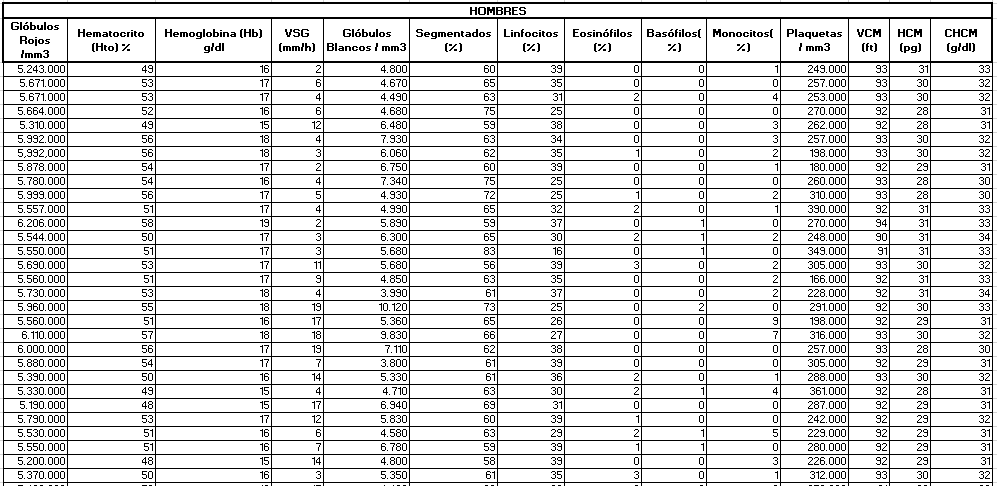 HOMBRES
Glóbulos Rojos /mm3 Hematocrito (Hto) % Hemoglobina (Hb) g/dl VSG (mm/h) Glóbulos Blancos / mm3 Segmentados (%) Linfocitos (%) Eosinófilos (%) Basófilos( %) Monocitos( %) Plaquetas / mm3 VCM (ft) HCM (pg) CHCM (g/dl)
5.243.000 49 16 2 4.800 60 39 0 0 1 249.000 93 31 33
5.671.000 53 17 6 4.670 65 35 0 0 0 257.000 93 30 32
5.671.000 53 17 4 4.490 63 31 2 0 4 253.000 93 30 32
5.664.000 52 16 6 4.680 75 25 0 0 0 270.000 92 28 31
5.310.000 49 15 12 6.480 59 38 0 0 3 262.000 92 28 31
5.992.000 56 18 4 7.930 63 34 0 0 3 257.000 93 30 32
5,992,000 56 18 3 6.060 62 35 1 0 2 198.000 93 30 32
5.878.000 54 17 2 6.750 60 39 0 0 1 180.000 92 29 31
5.780.000 54 16 4 7.340 75 25 0 0 0 260.000 93 28 30
5.999.000 56 17 5 4.930 72 25 1 0 2 310.000 93 28 30
5.557.000 51 17 4 4.990 65 32 2 0 1 390.000 92 31 33
6.206.000 58 19 2 5.890 59 37 0 1 0 270.000 94 31 33
5.544.000 50 17 3 6.300 65 30 2 1 2 248.000 90 31 34
5.550.000 51 17 3 5.680 83 16 0 1 0 349.000 91 31 33
5.690.000 53 17 11 5.680 56 39 3 0 2 305.000 93 30 32
5.560.000 51 17 9 4.850 63 35 0 0 2 166.000 92 31 33
5.730.000 53 18 4 3.990 61 37 0 0 2 228.000 92 31 34
5.960.000 55 18 19 10.120 73 25 0 2 0 291.000 92 30 33
5.560.000 51 16 17 5.360 65 26 0 0 9 198.000 92 29 31
6.110.000 57 18 18 9.830 66 27 0 0 7 316.000 93 30 32
6.000.000 56 17 19 7.110 62 38 0 0 0 257.000 93 28 30
5.880.000 54 17 7 3.800 61 39 0 0 0 305.000 92 29 31
5.390.000 50 16 14 5.330 61 36 2 0 1 288.000 93 30 32
5.330.000 49 15 4 4.710 63 30 2 1 4 361.000 92 28 31
5.190.000 48 15 17 6.940 69 31 0 0 0 287.000 92 29 31
5.790.000 53 17 12 5.830 60 39 1 0 0 242.000 92 29 32
5.530.000 51 16 6 4.580 63 29 2 1 5 229.000 92 29 31
5.550.000 51 16 7 6.780 59 39 1 1 0 280.000 92 29 31
5.200.000 48 15 14 4.800 58 39 0 0 3 226.000 92 29 31
5.370.000 50 16 3 5.350 61 35 3 0 1 312.000 93 30 32